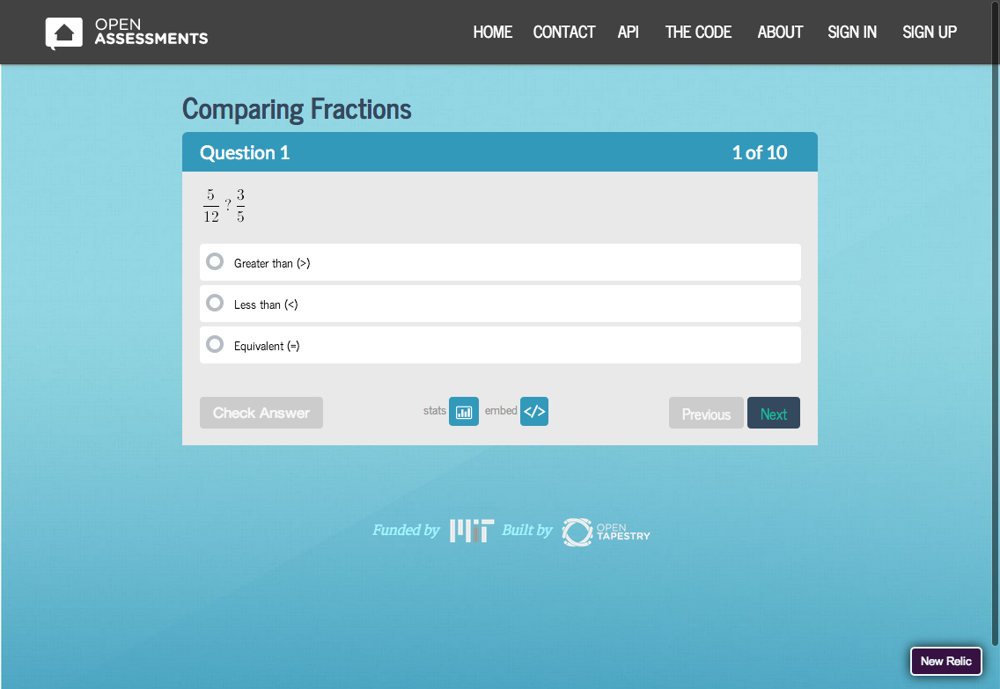 OPEN
ASSESSMENTS
HOME CONTACT API THE CODE ABOUT SIGN IN SIGN UP
Comparing Fractions
Question 1 1 of 10
5/12 ? 3/5
Greater than (>)
Less than (<)
Equivalent (=)
Check Answer stats embed </> Previous Next
Funded by MIT Built by OPEN
TAPESTRY
New Relic